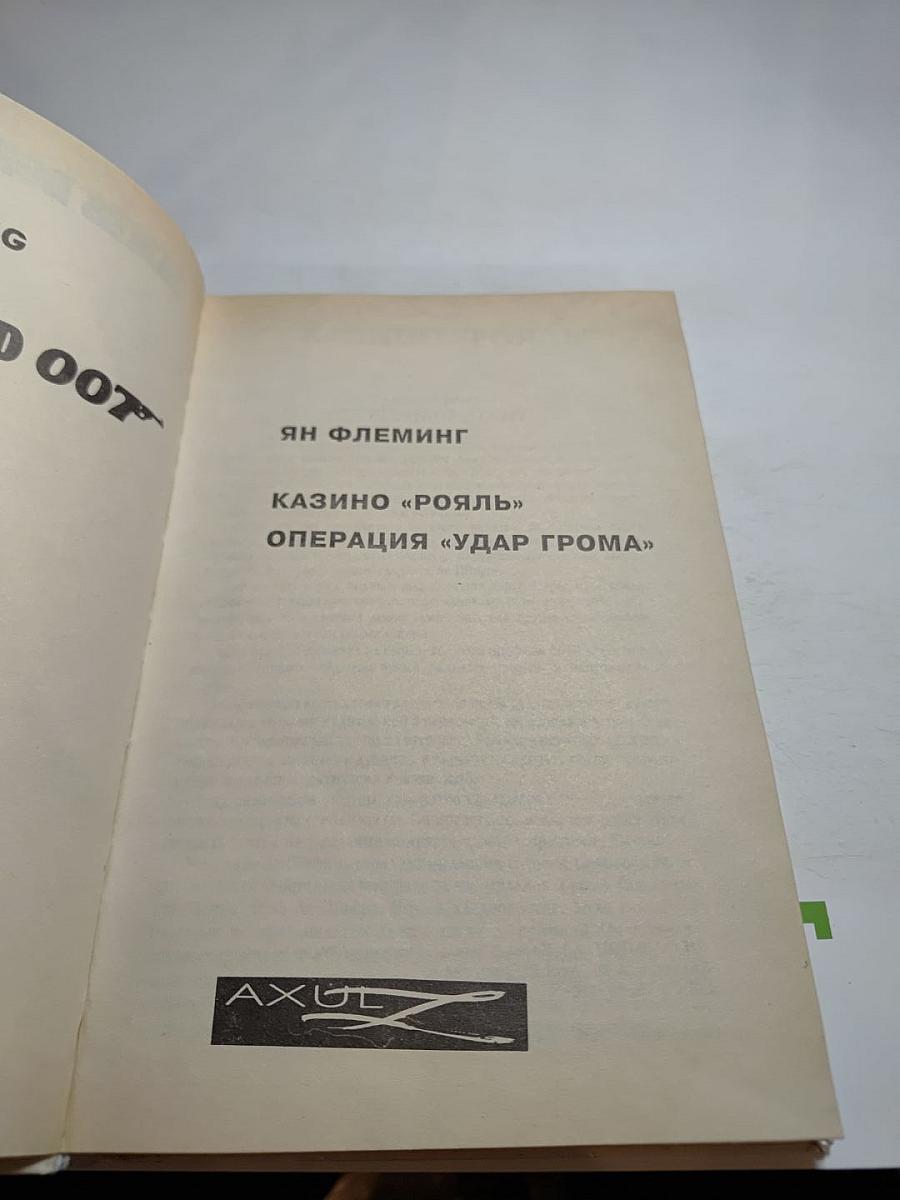 G
D 007
ЯН ФЛЕМИНГ
КАЗИНО «РОЯЛЬ»
ОПЕРАЦИЯ «УДАР ГРОМА»
AXUL Z